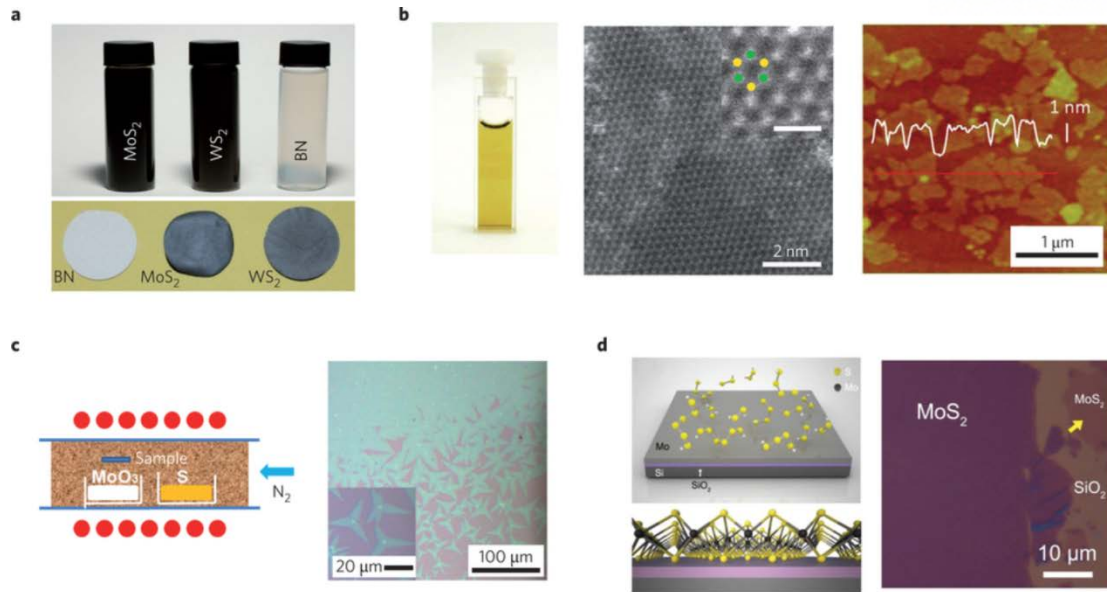 a
MoS₂
WS₂
BN
BN
MoS₂
WS₂
b
2 nm
1 nm
1 µm
c
Sample
MoO₃
S
N₂
20 µm
100 µm
d
S
Mo
Mo
Si
SiO₂
MoS₂
MoS₂
SiO₂
10 µm